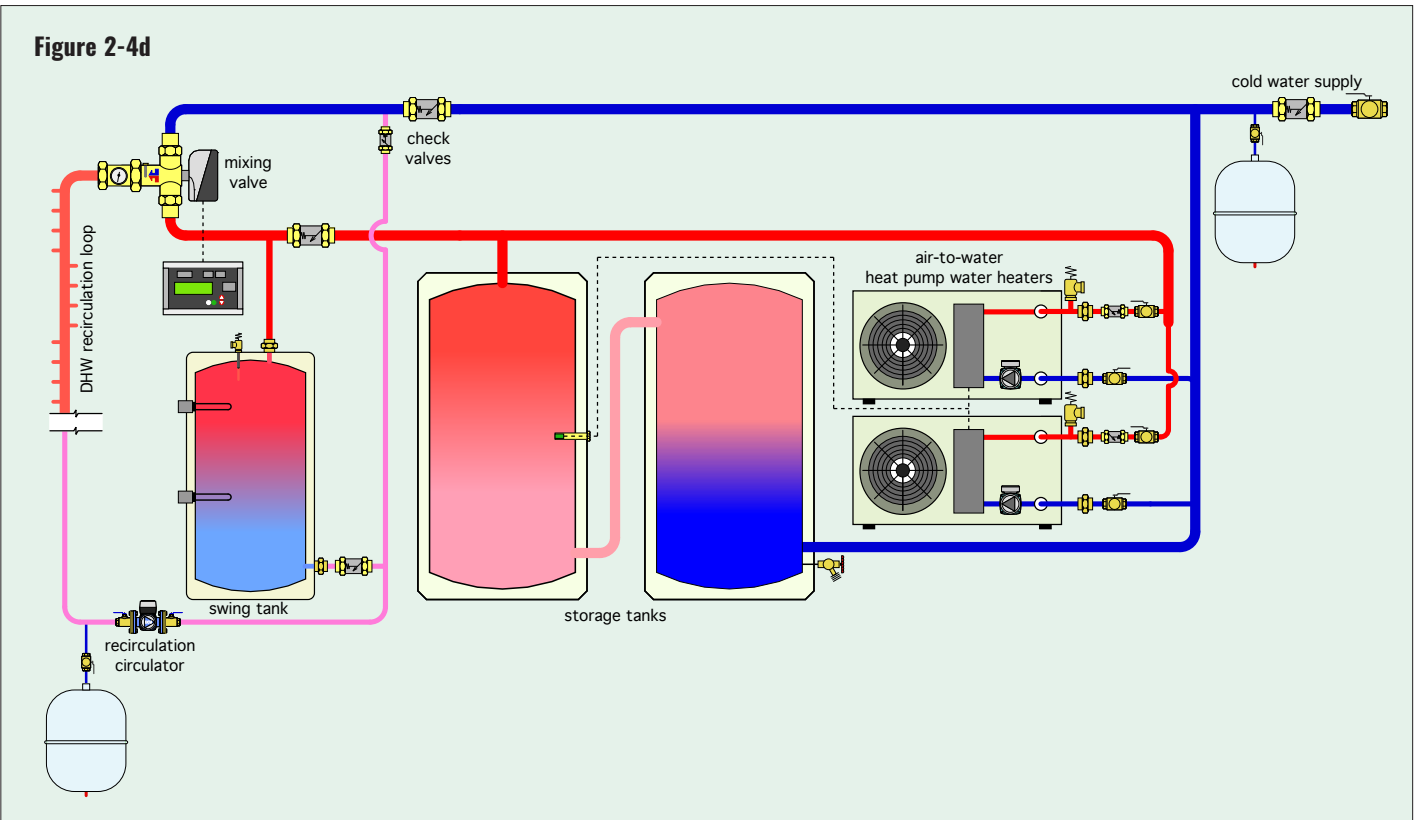 Figure 2-4d
cold water supply
check
valves
mixing
valve
DHW recirculation loop
air-to-water
heat pump water heaters
swing tank
storage tanks
recirculation
circulator